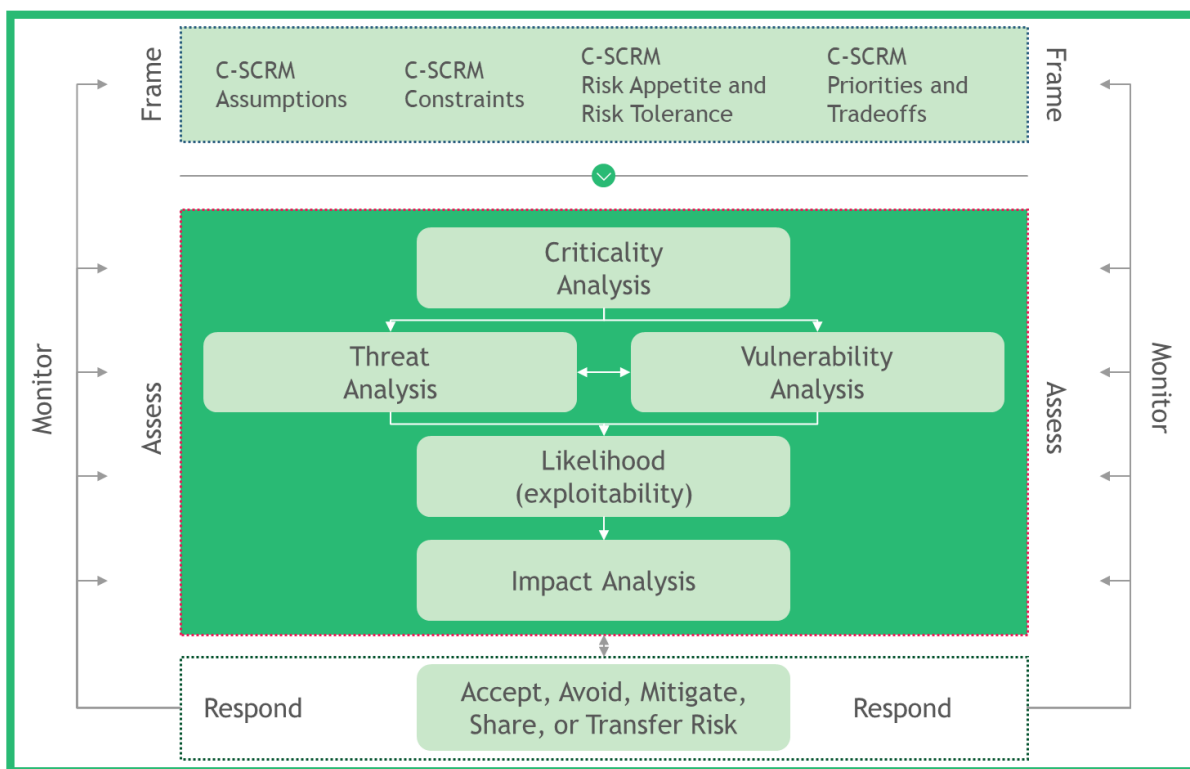 Frame
C-SCRM
Assumptions
C-SCRM
Constraints
C-SCRM
Risk Appetite and
Risk Tolerance
C-SCRM
Priorities and
Tradeoffs
Frame
Monitor
Assess
Criticality
Analysis
Threat
Analysis
Vulnerability
Analysis
Likelihood
(exploitability)
Impact Analysis
Assess
Monitor
Respond
Accept, Avoid, Mitigate,
Share, or Transfer Risk
Respond